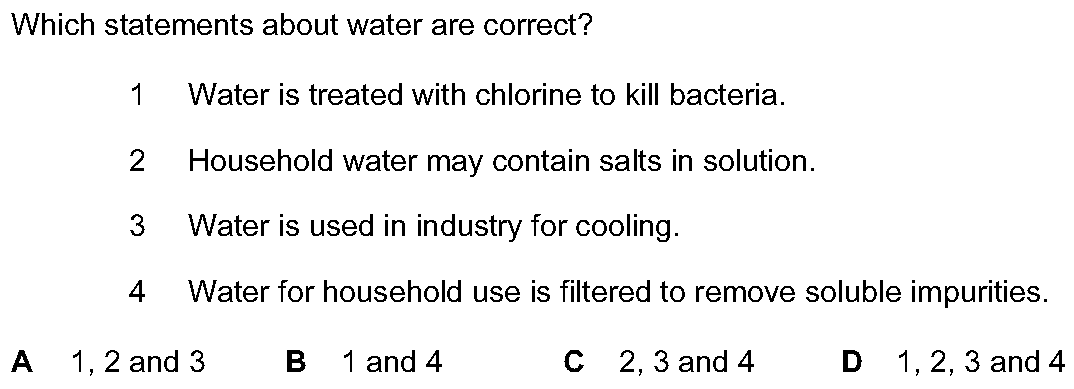 Which statements about water are correct?
1 Water is treated with chlorine to kill bacteria.
2 Household water may contain salts in solution.
3 Water is used in industry for cooling.
4 Water for household use is filtered to remove soluble impurities.
A 1, 2 and 3 B 1 and 4 C 2, 3 and 4 D 1, 2, 3 and 4